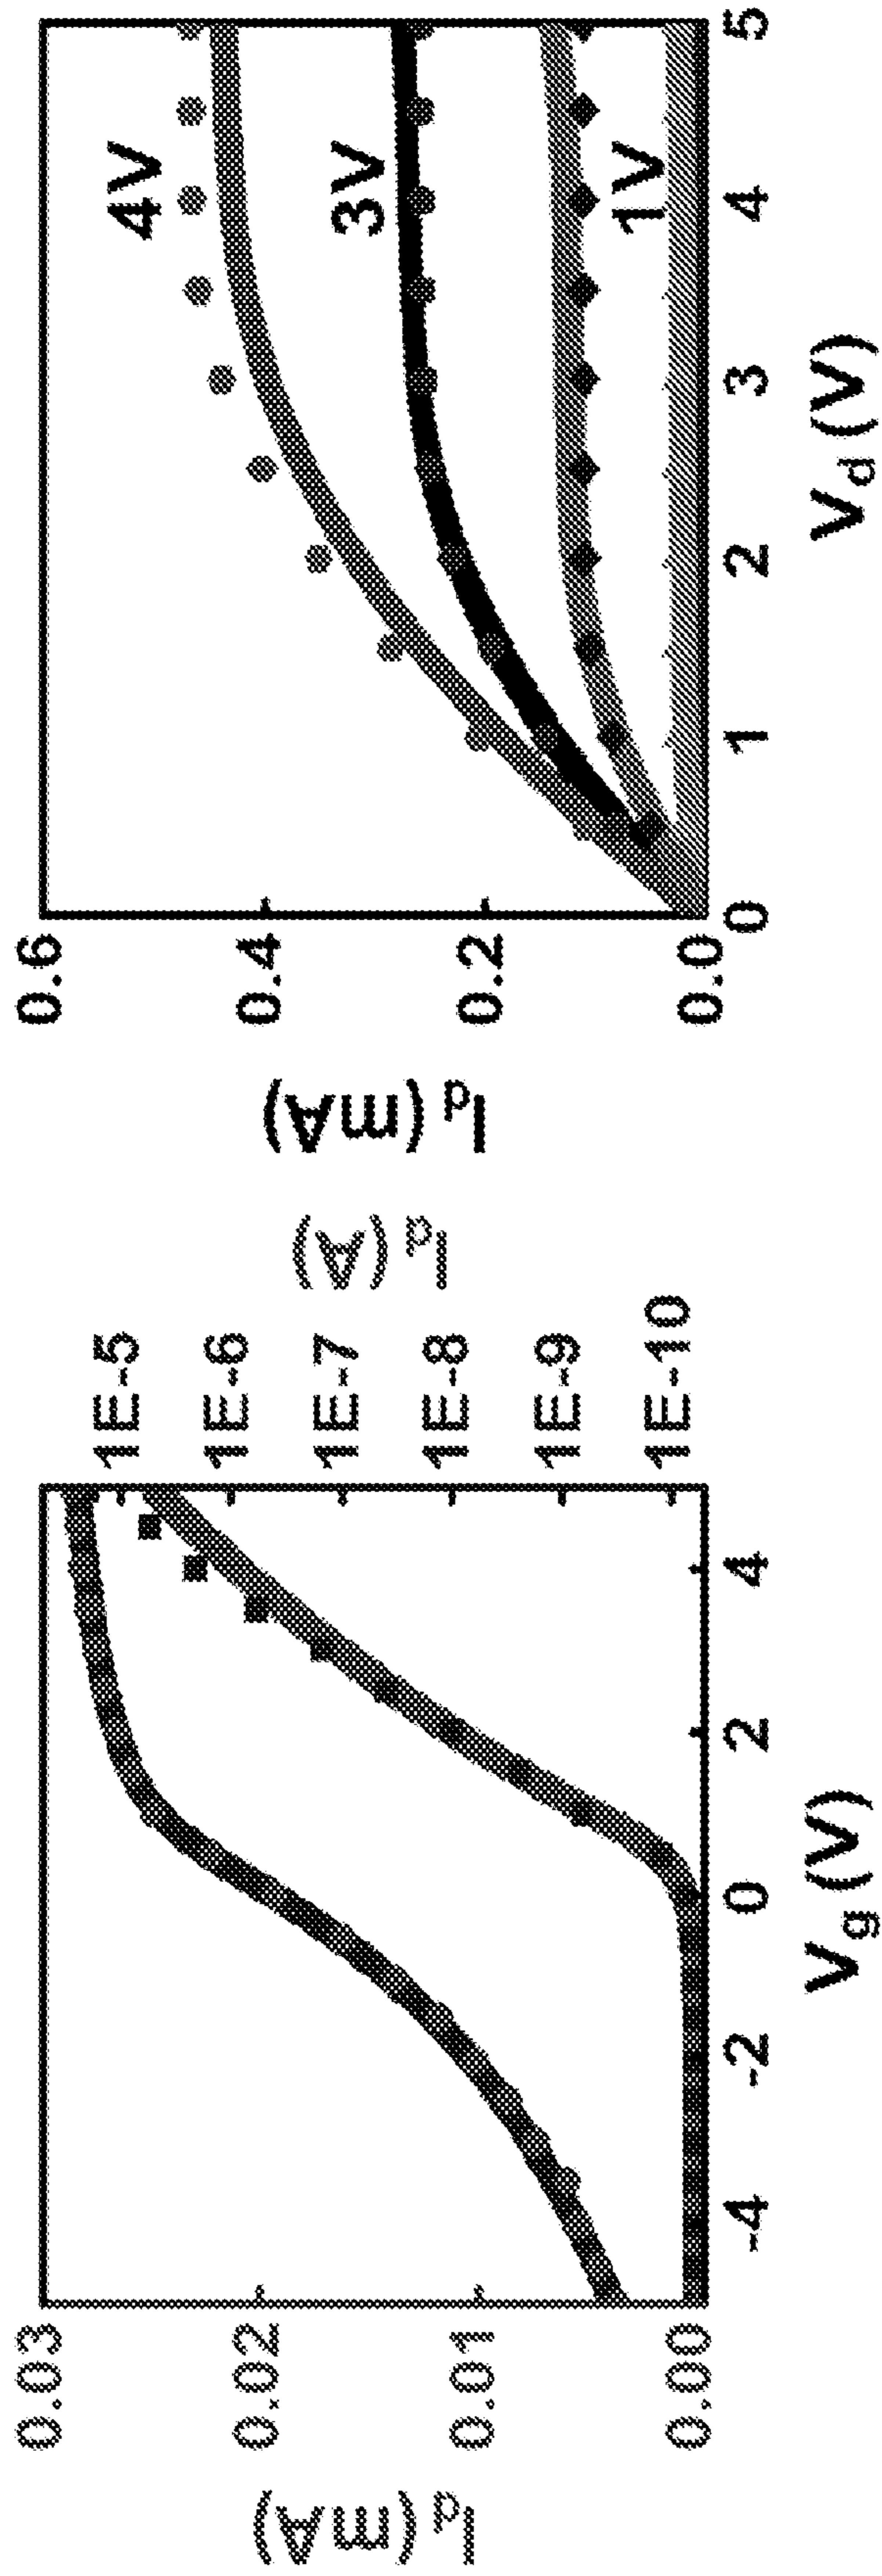 I_d (mA)
0.03
0.02
0.01
0.00
-4
-2
0
2
4
V_g (V)
1E-5
1E-6
1E-7
1E-8
1E-9
1E-10
I_d (A)
I_d (mA)
0.6
0.4
0.2
0.0
0
1
2
3
4
5
V_d (V)
4V
3V
1V